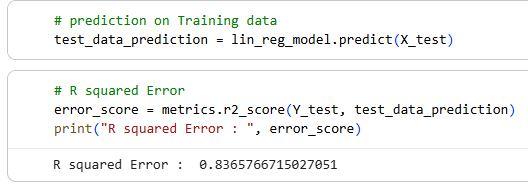 # prediction on Training data
test_data_prediction = lin_reg_model.predict(X_test)
# R squared Error
error_score = metrics.r2_score(Y_test, test_data_prediction)
print("R squared Error : ", error_score)
R squared Error :  0.8365766715027051